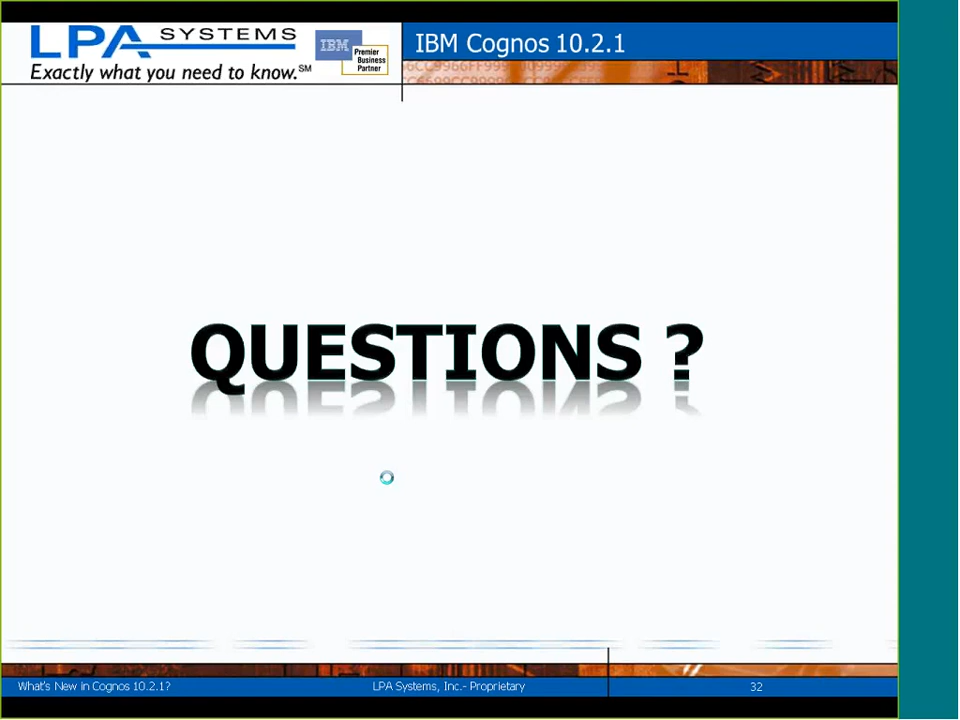 LPA SYSTEMS
Exactly what you need to know.℠
IBM
Premier
Business
Partner
IBM Cognos 10.2.1
QUESTIONS ?
What's New in Cognos 10.2.1?
LPA Systems, Inc.- Proprietary
32